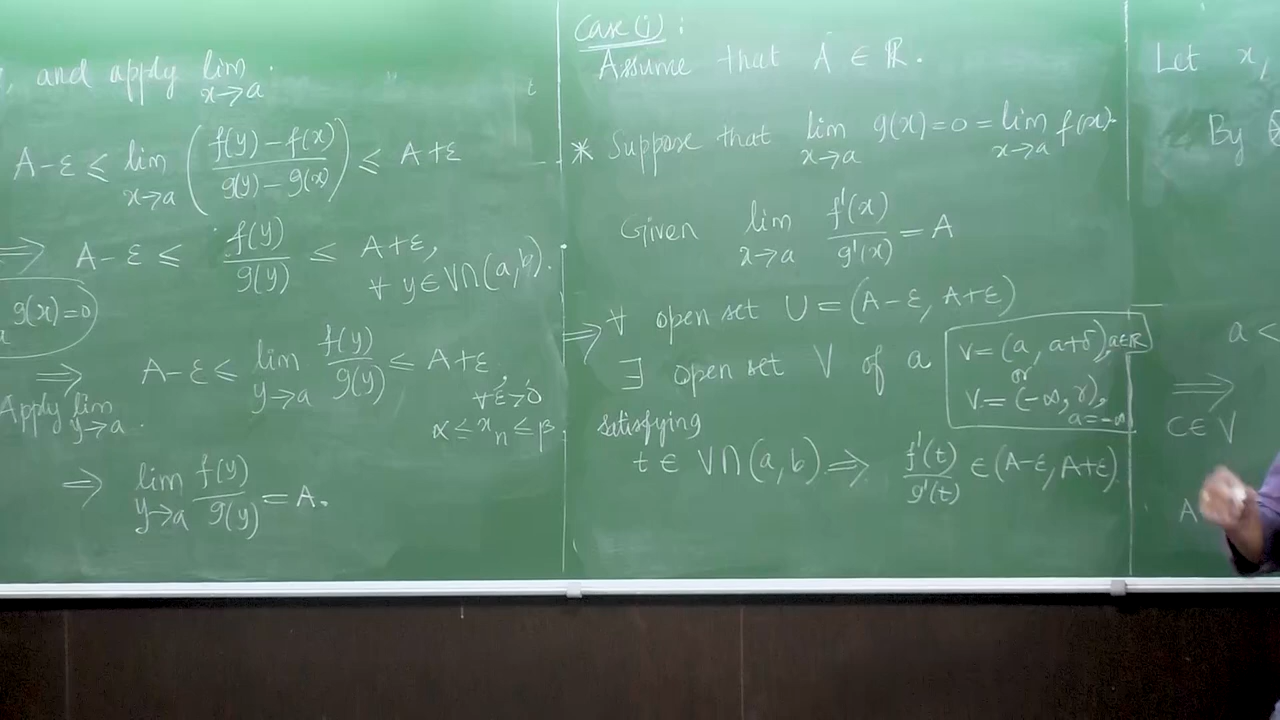 , and apply lim x→a.
A-ε ≤ lim x→a ( (f(y) - f(x)) / (g(y) - g(x)) ) ≤ A+ε
⟹ A-ε ≤ f(y)/g(y) ≤ A+ε,
∀ y ∈ V∩(a,b).
g(x)=0
a
⟹ A-ε ≤ lim y→a f(y)/g(y) ≤ A+ε,
∀ ε>0
Apply lim y→a.
α ≤ x_n ≤ β
⟹ lim y→a f(y)/g(y) = A.
Case (i) :
Assume that A ∈ ℝ.
* Suppose that lim x→a g(x) = 0 = lim x→a f(x).
Given lim x→a f'(x)/g'(x) = A
⟹ ∀ open set U = (A-ε, A+ε)
∃ open set V of a
V = (a, a+δ), a∈ℝ
or
V = (-∞, r),
a = -∞
satisfying
t ∈ V∩(a,b) ⟹ f'(t)/g'(t) ∈ (A-ε, A+ε).
Let x,
By
a <
⟹
C∈V
A